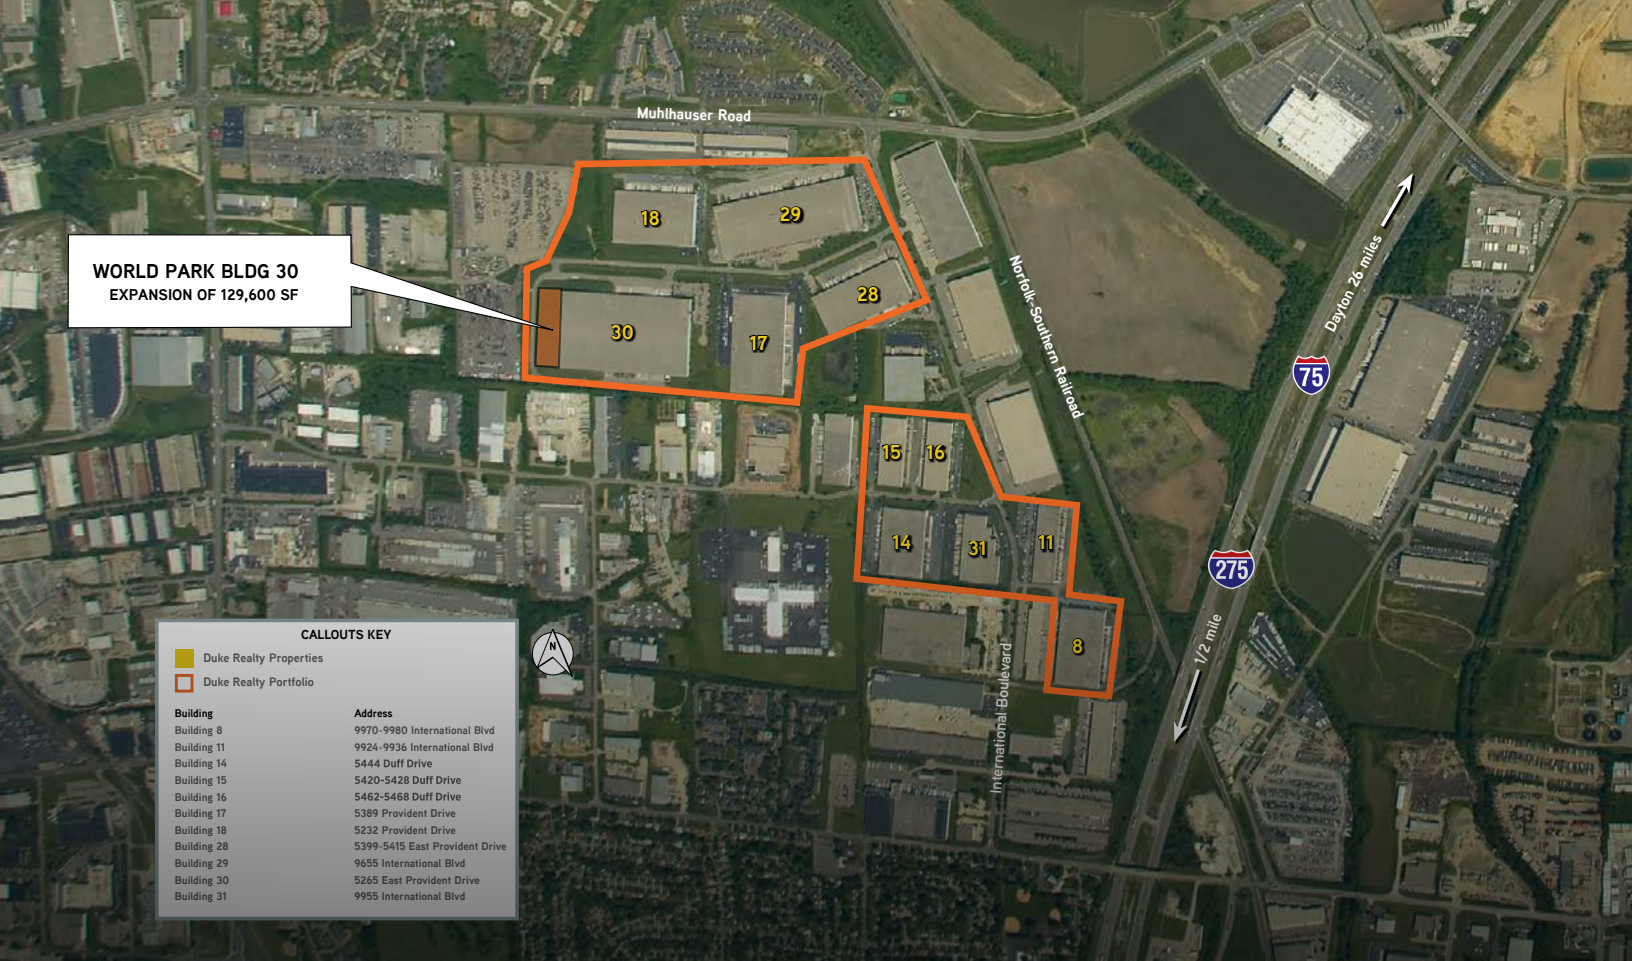 Muhlhauser Road
18
29
WORLD PARK BLDG 30
EXPANSION OF 129,600 SF
28
30
17
Norfolk-Southern Railroad
Dayton 26 miles
75
15
16
14
31
11
275
1/2 mile
8
International Boulevard
N
CALLOUTS KEY
Duke Realty Properties
Duke Realty Portfolio
Building Address
Building 8 9970-9980 International Blvd
Building 11 9924-9936 International Blvd
Building 14 5444 Duff Drive
Building 15 5420-5428 Duff Drive
Building 16 5462-5468 Duff Drive
Building 17 5389 Provident Drive
Building 18 5232 Provident Drive
Building 28 5399-5415 East Provident Drive
Building 29 9655 International Blvd
Building 30 5265 East Provident Drive
Building 31 9955 International Blvd